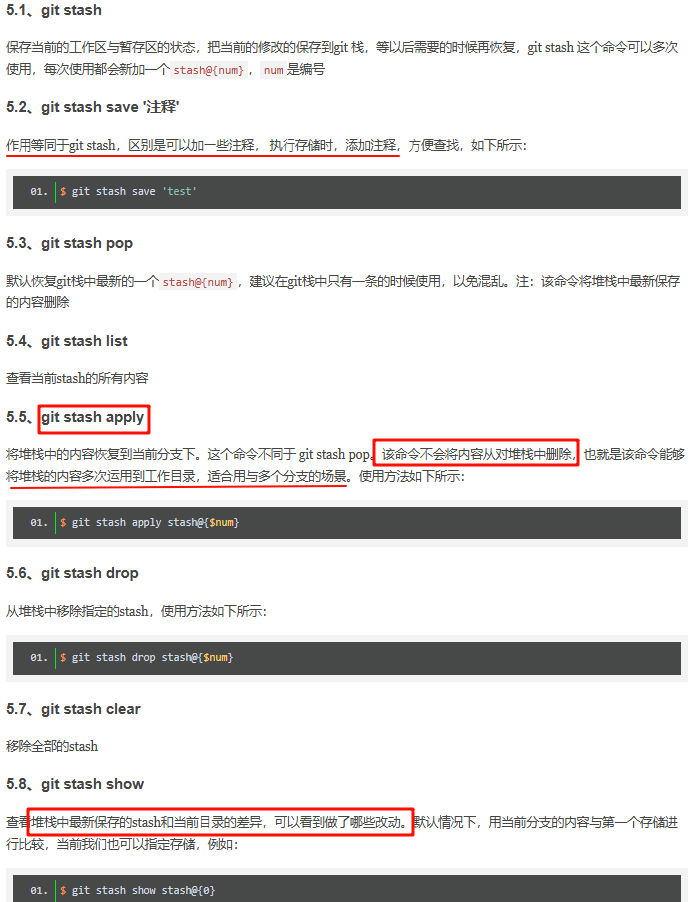 5.1、git stash
保存当前的工作区与暂存区的状态，把当前的修改的保存到git 栈，等以后需要的时候再恢复，git stash 这个命令可以多次
使用，每次使用都会新加一个 stash@{num} ，num 是编号
5.2、git stash save '注释'
作用等同于git stash，区别是可以加一些注释， 执行存储时，添加注释，方便查找，如下所示：
01. $ git stash save 'test'
5.3、git stash pop
默认恢复git栈中最新的一个 stash@{num} ，建议在git栈中只有一条的时候使用，以免混乱。注：该命令将堆栈中最新保存
的内容删除
5.4、git stash list
查看当前stash的所有内容
5.5、git stash apply
将堆栈中的内容恢复到当前分支下。这个命令不同于 git stash pop。该命令不会将内容从对堆栈中删除，也就是该命令能够
将堆栈的内容多次运用到工作目录，适合用与多个分支的场景。使用方法如下所示：
01. $ git stash apply stash@{$num}
5.6、git stash drop
从堆栈中移除指定的stash，使用方法如下所示：
01. $ git stash drop stash@{$num}
5.7、git stash clear
移除全部的stash
5.8、git stash show
查看堆栈中最新保存的stash和当前目录的差异，可以看到做了哪些改动。默认情况下，用当前分支的内容与第一个存储进
行比较，当前我们也可以指定存储，例如：
01. $ git stash show stash@{0}